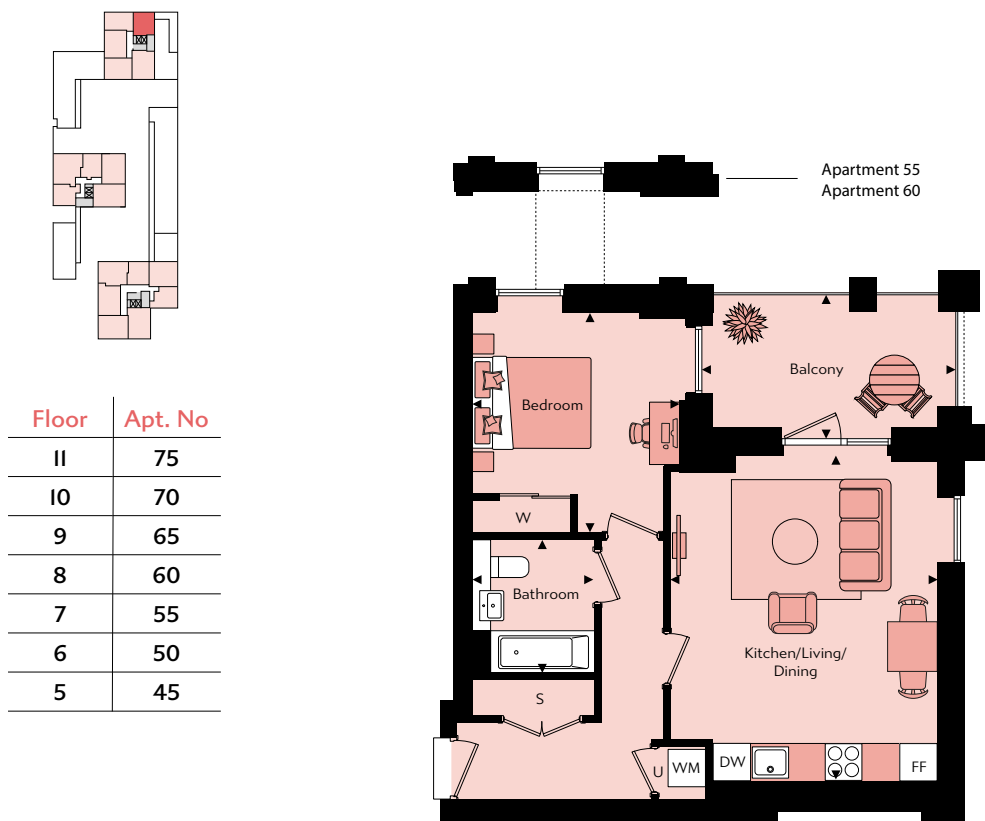 Apartment 55
Apartment 60
Balcony
Bedroom
W
Bathroom
Kitchen/Living/
Dining
S
U
WM
DW
FF
Floor Apt. No
11 75
10 70
9 65
8 60
7 55
6 50
5 45